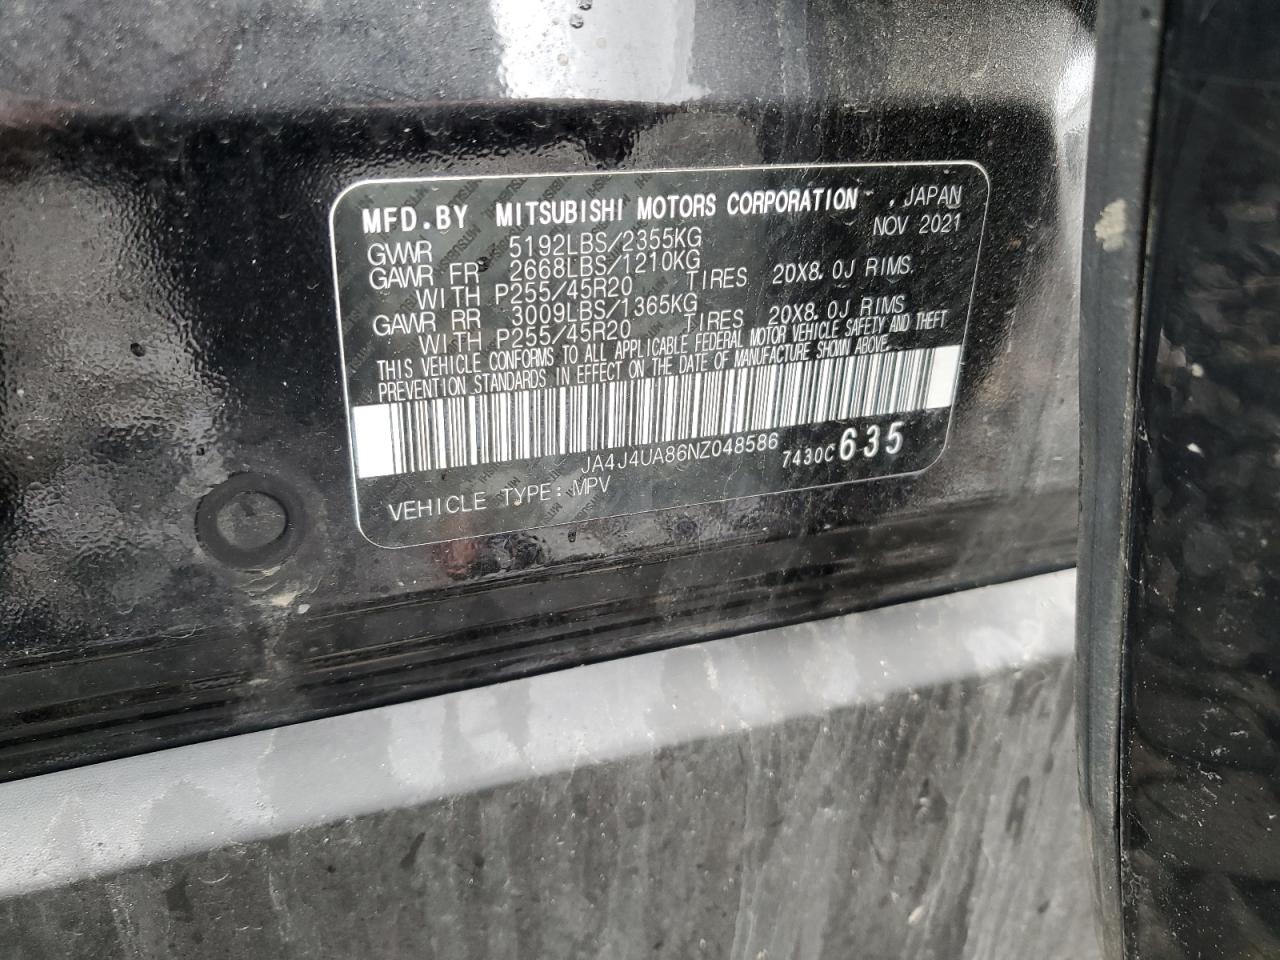 MFD.BY MITSUBISHI MOTORS CORPORATION , JAPAN
NOV 2021
GVWR 5192LBS/2355KG
GAWR FR 2668LBS/1210KG
WITH P255/45R20 TIRES 20X8.0J RIMS
GAWR RR 3009LBS/1365KG
WITH P255/45R20 TIRES 20X8.0J RIMS
THIS VEHICLE CONFORMS TO ALL APPLICABLE FEDERAL MOTOR VEHICLE SAFETY AND THEFT
PREVENTION STANDARDS IN EFFECT ON THE DATE OF MANUFACTURE SHOWN ABOVE.
JA4J4UA86NZ048586 7430C635
VEHICLE TYPE: MPV